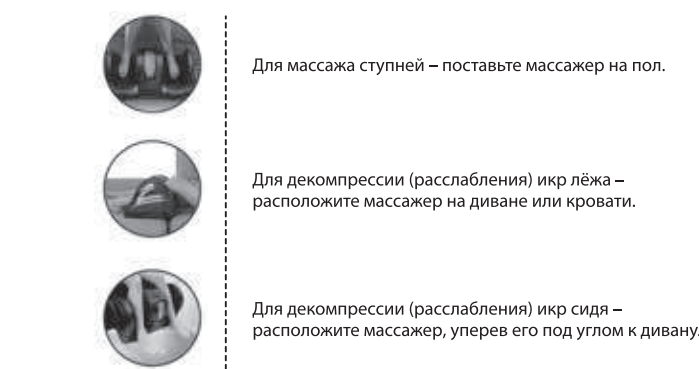 Для массажа ступней – поставьте массажер на пол.
Для декомпрессии (расслабления) икр лёжа –
расположите массажер на диване или кровати.
Для декомпрессии (расслабления) икр сидя –
расположите массажер, уперев его под углом к дивану.